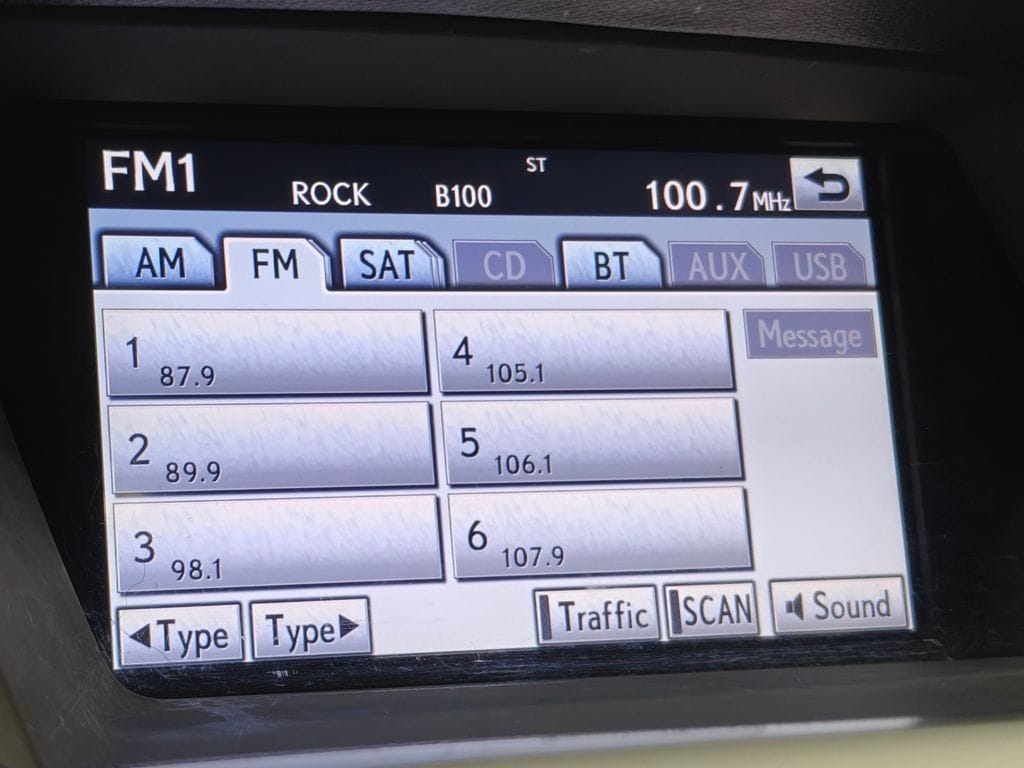 FM1 ROCK B100 ST 100.7MHz
AM FM SAT CD BT AUX USB
1 87.9 4 105.1 Message
2 89.9 5 106.1
3 98.1 6 107.9
Type Type Traffic SCAN Sound